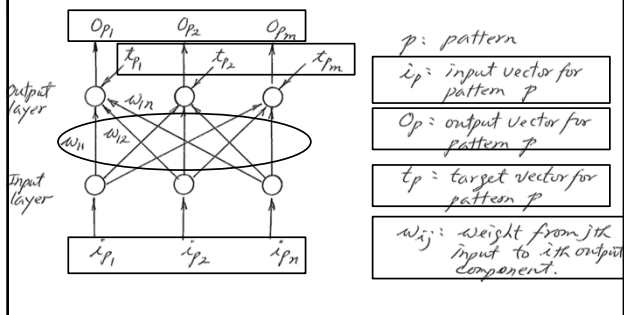 Op1 Op2 Opm
tp1 tp2 tpm
Output layer
w1n
w11 w12
Input layer
ip1 ip2 ipn
p: pattern
ip: input vector for
pattern p
Op: output vector for
pattern p
tp: target vector for
pattern p
wij: weight from jth
input to ith output
component.